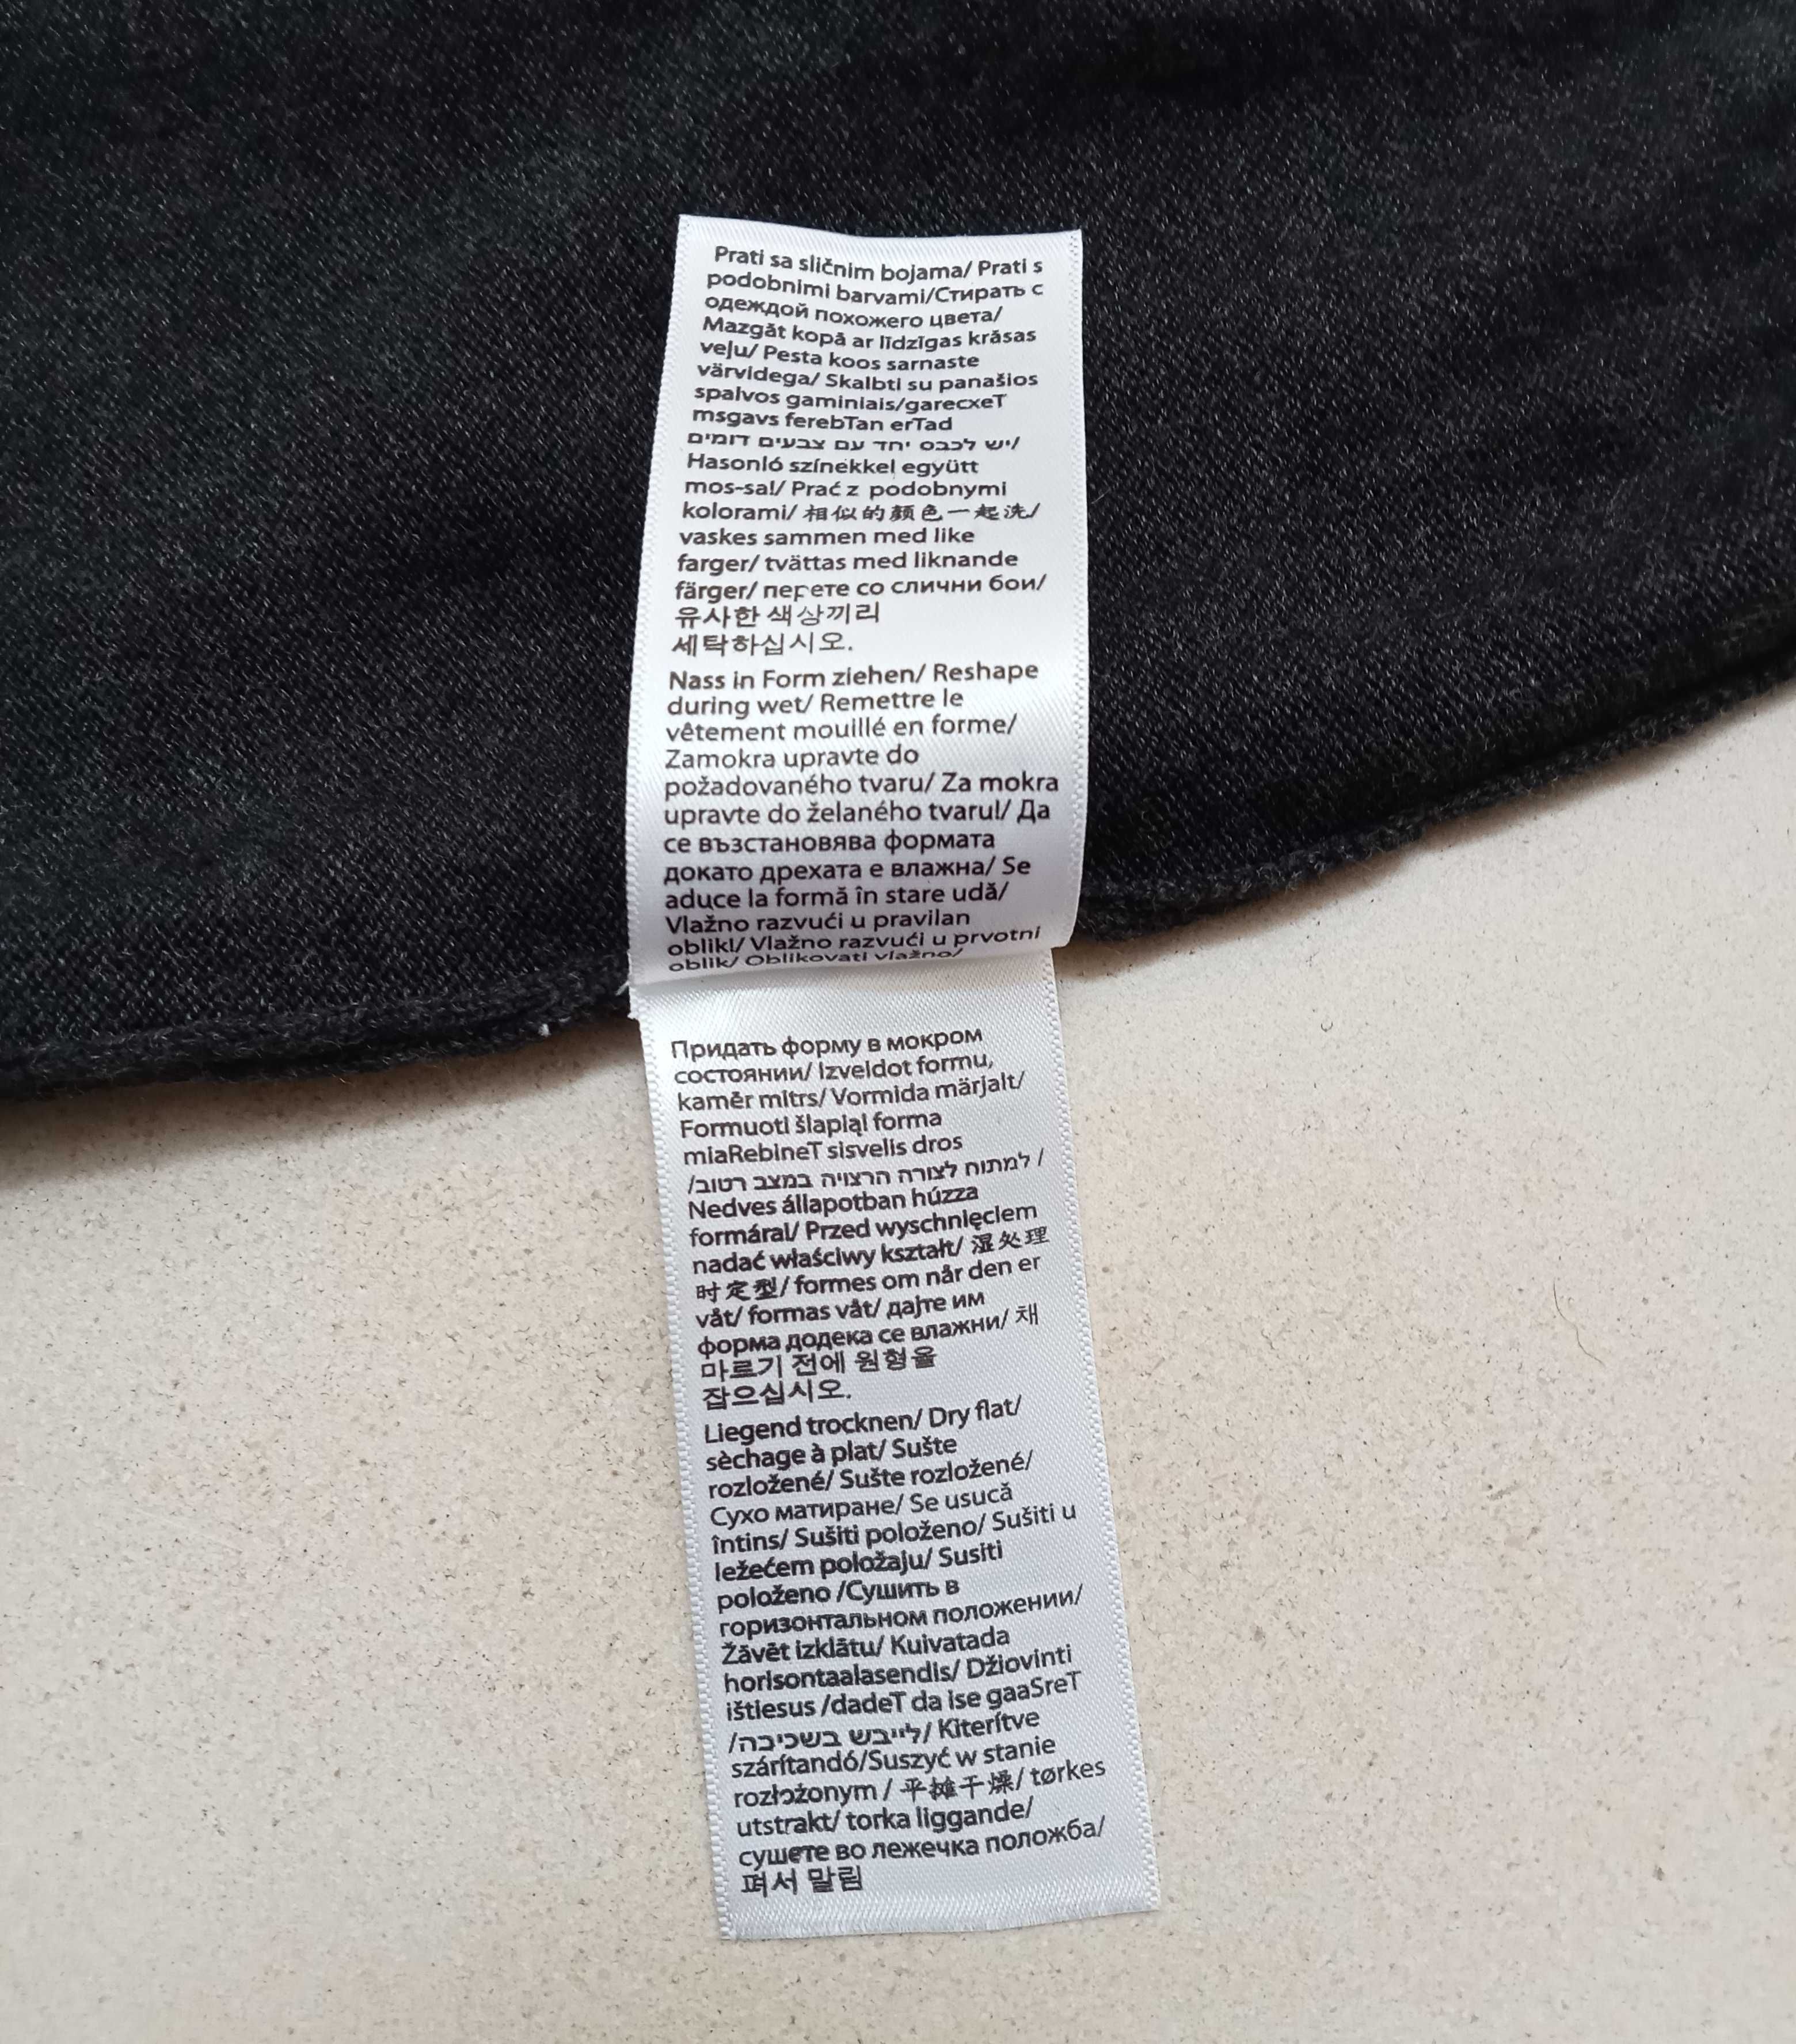 Prati sa sličnim bojama/ Prati s
podobnimi barvami/Стирать с
одеждой похожего цвета/
Mazgăt kopă ar līdzīgas krăsas
veļu/ Pesta koos sarnaste
värvidega/ Skalbti su panašios
spalvos gaminiais/garecxeT
msgavs ferebTan erTad
יש לכבס יחד עם צבעים דומים/
Hasonló színekkel együtt
mos-sa!/ Prać z podobnymi
kolorami/ 相似的颜色一起洗/
vaskes sammen med like
farger/ tvättas med liknande
färger/ перете со слични бои/
유사한 색상끼리
세탁하십시오.
Nass in Form ziehen/ Reshape
during wet/ Remettre le
vêtement mouillé en forme/
Zamokra upravte do
požadovaného tvaru/ Za mokra
upravte do želaného tvaru!/ Да
се възстановява формата
докато дрехата е влажна/ Se
aduce la formă în stare udă/
Vlažno razvući u pravilan
oblik!/ Vlažno razvući u prvotni
oblik/ Oblikovati vlažno/
Придать форму в мокром
состоянии/ Izveidot formu,
kamēr mitrs/ Vormida märjalt/
Formuoti šlapiąi forma
miaRebineT sisvelis dros
/למתוח לצורה הרצויה במצב רטוב/
Nedves állapotban húzza
formáral/ Przed wyschnięciem
nadać właściwy kształt/ 湿处理
时定型/ formes om når den er
våt/ formas våt/ дајте им
форма додека се влажни/ 채
마르기 전에 원형을
잡으십시오.
Liegend trocknen/ Dry flat/
sèchage à plat/ Sušte
rozložené/ Sušte rozložené/
Сухо матиране/ Se usucă
întins/ Sušiti položeno/ Sušiti u
ležećem položaju/ Susiti
položeno /Сушить в
горизонтальном положении/
Žāvēt izklātu/ Kuivatada
horisontaalasendis/ Džiovinti
ištiesus /dadeT da ise gaaSreT
/לייבש בשכיבה/ Kiterítve
szárítandó/Suszyć w stanie
rozłożonym / 平摊干燥/ tørkes
utstrakt/ torka liggande/
сушете во лежечка положба/
펴서 말림